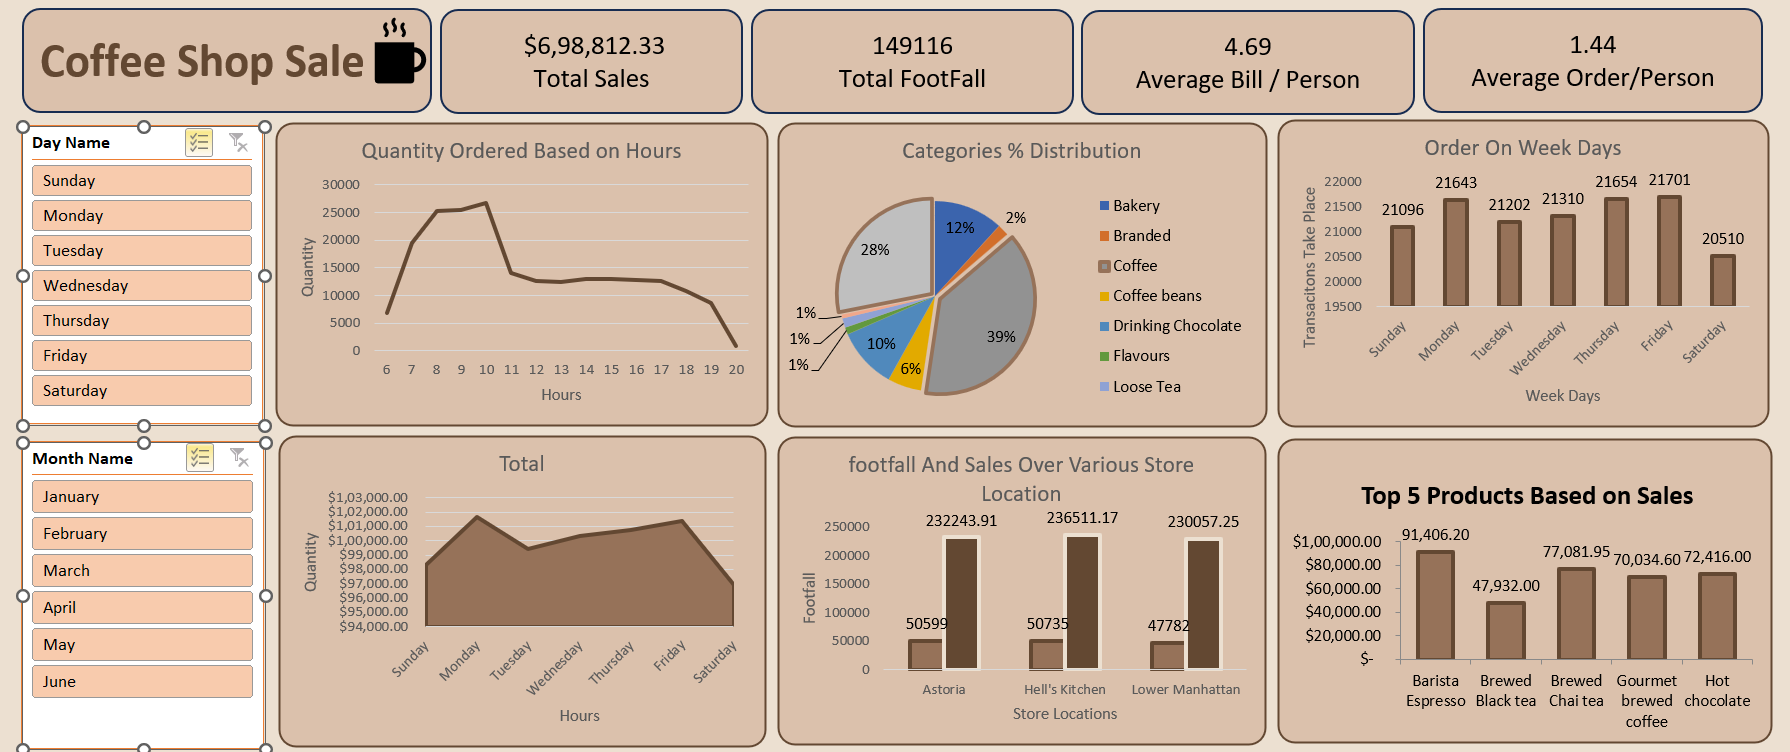 Coffee Shop Sale
$6,98,812.33
Total Sales
149116
Total FootFall
4.69
Average Bill / Person
1.44
Average Order/Person
Day Name
Sunday
Monday
Tuesday
Wednesday
Thursday
Friday
Saturday
Month Name
January
February
March
April
May
June
Quantity Ordered Based on Hours
Quantity
30000
25000
20000
15000
10000
5000
0
6 7 8 9 10 11 12 13 14 15 16 17 18 19 20
Hours
Categories % Distribution
12%
2%
39%
6%
10%
1%
1%
1%
28%
Bakery
Branded
Coffee
Coffee beans
Drinking Chocolate
Flavours
Loose Tea
Order On Week Days
Transacitons Take Place
22000
21500
21000
20500
20000
19500
21096
21643
21202
21310
21654
21701
20510
Sunday
Monday
Tuesday
Wednesday
Thursday
Friday
Saturday
Week Days
Total
Quantity
$1,03,000.00
$1,02,000.00
$1,01,000.00
$1,00,000.00
$99,000.00
$98,000.00
$97,000.00
$96,000.00
$95,000.00
$94,000.00
Sunday
Monday
Tuesday
Wednesday
Thursday
Friday
Saturday
Hours
footfall And Sales Over Various Store
Location
Footfall
250000
200000
150000
100000
50000
0
50599
232243.91
50735
236511.17
47782
230057.25
Astoria
Hell's Kitchen
Lower Manhattan
Store Locations
Top 5 Products Based on Sales
$1,00,000.00
$80,000.00
$60,000.00
$40,000.00
$20,000.00
$-
91,406.20
47,932.00
77,081.95
70,034.60
72,416.00
Barista
Espresso
Brewed
Black tea
Brewed
Chai tea
Gourmet
brewed
coffee
Hot
chocolate